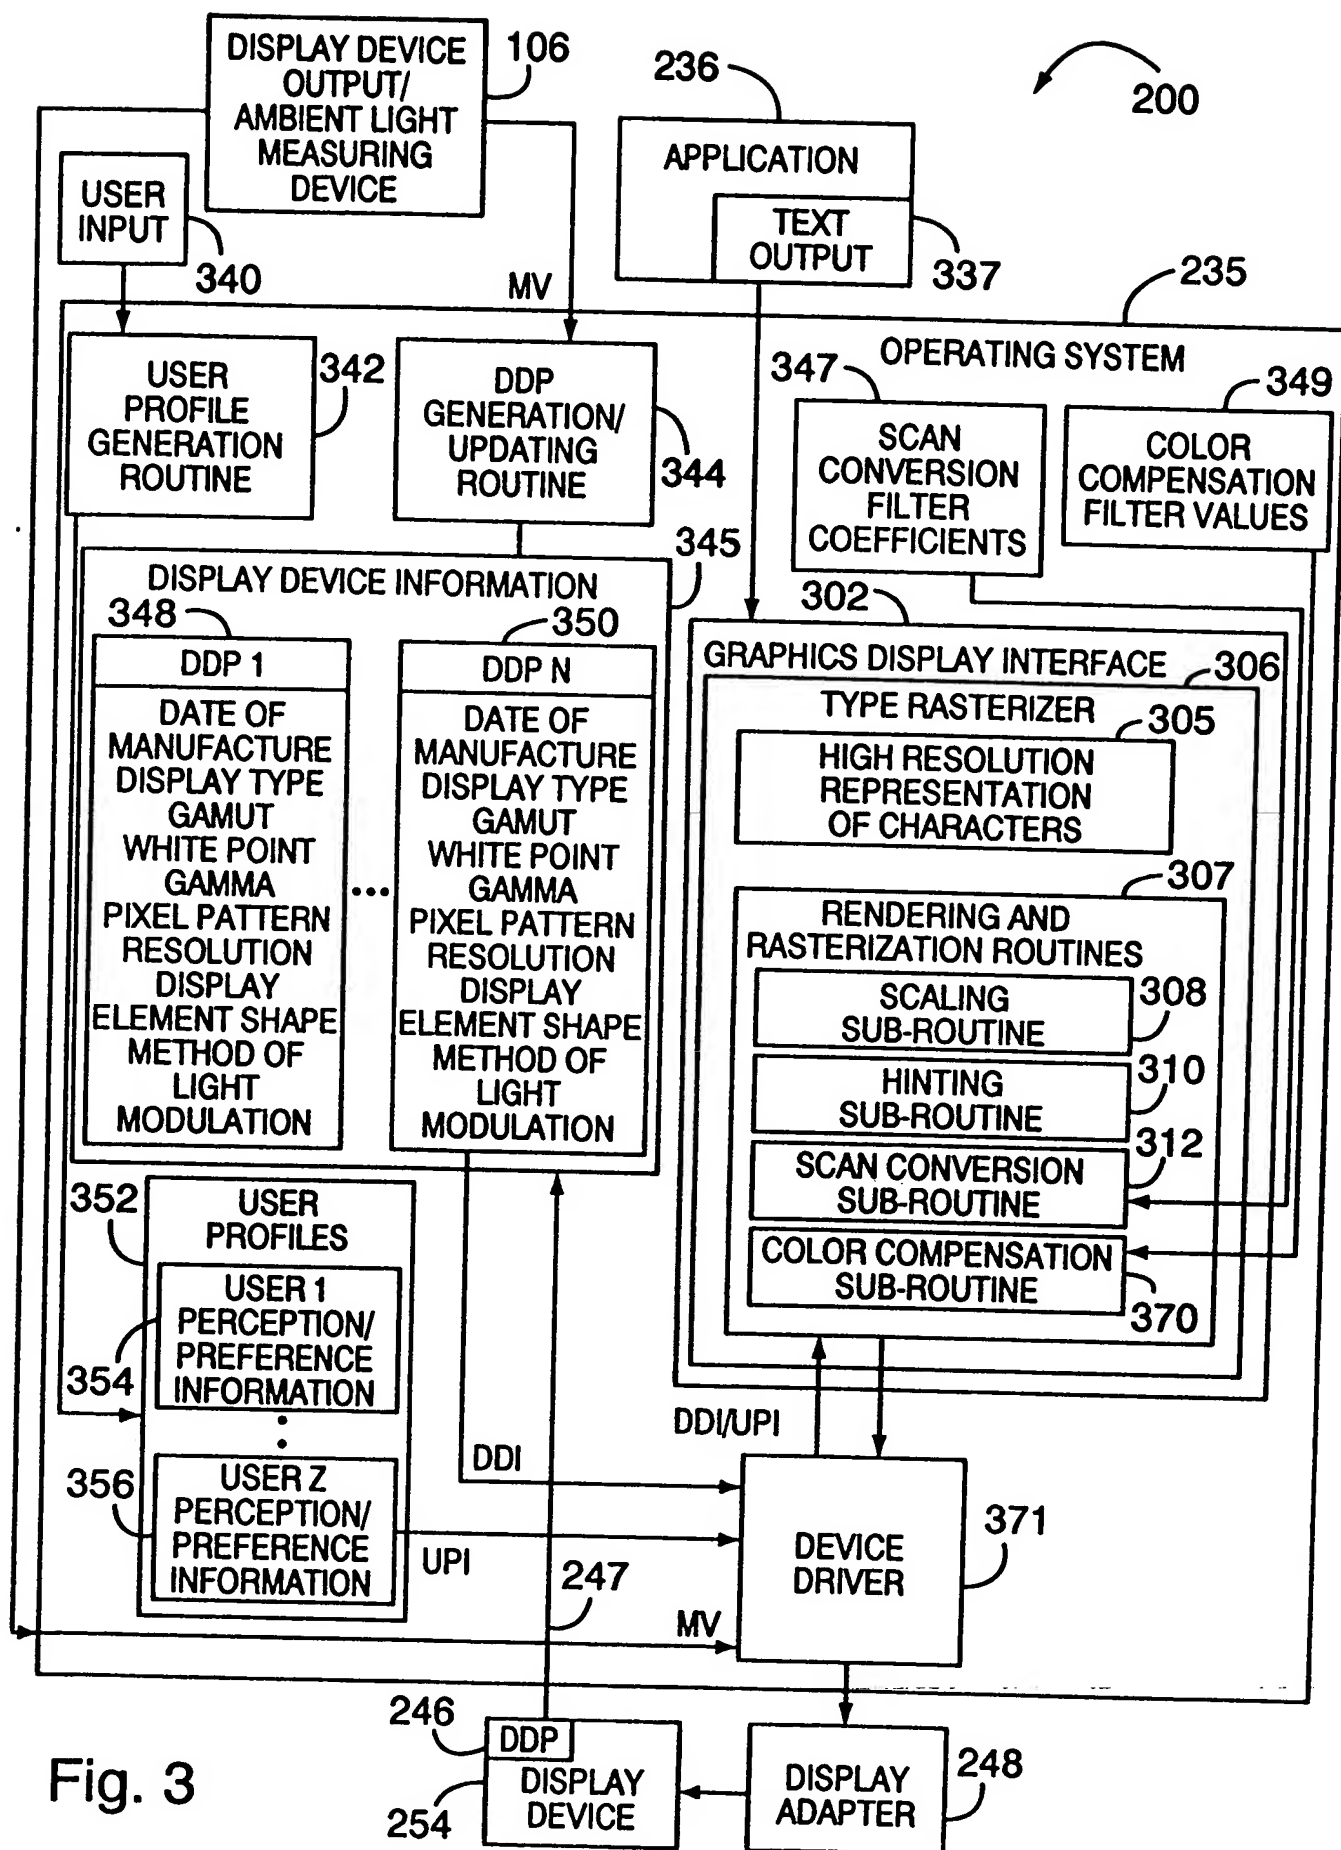 DISPLAY DEVICE
OUTPUT/
AMBIENT LIGHT
MEASURING
DEVICE
106
236
200
APPLICATION
TEXT
OUTPUT
337
USER
INPUT
340
MV
235
OPERATING SYSTEM
USER
PROFILE
GENERATION
ROUTINE
342
DDP
GENERATION/
UPDATING
ROUTINE
344
347
SCAN
CONVERSION
FILTER
COEFFICIENTS
349
COLOR
COMPENSATION
FILTER VALUES
345
DISPLAY DEVICE INFORMATION
348
DDP 1
DATE OF
MANUFACTURE
DISPLAY TYPE
GAMUT
WHITE POINT
GAMMA
PIXEL PATTERN
RESOLUTION
DISPLAY
ELEMENT SHAPE
METHOD OF
LIGHT
MODULATION
...
350
DDP N
DATE OF
MANUFACTURE
DISPLAY TYPE
GAMUT
WHITE POINT
GAMMA
PIXEL PATTERN
RESOLUTION
DISPLAY
ELEMENT SHAPE
METHOD OF
LIGHT
MODULATION
302
GRAPHICS DISPLAY INTERFACE
306
TYPE RASTERIZER
305
HIGH RESOLUTION
REPRESENTATION
OF CHARACTERS
307
RENDERING AND
RASTERIZATION ROUTINES
SCALING
SUB-ROUTINE
308
HINTING
SUB-ROUTINE
310
SCAN CONVERSION
SUB-ROUTINE
312
COLOR COMPENSATION
SUB-ROUTINE
370
352
USER
PROFILES
USER 1
PERCEPTION/
PREFERENCE
INFORMATION
354
USER Z
PERCEPTION/
PREFERENCE
INFORMATION
356
DDI/UPI
DDI
UPI
MV
247
DEVICE
DRIVER
371
246
DDP
DISPLAY
DEVICE
254
DISPLAY
ADAPTER
248
Fig. 3